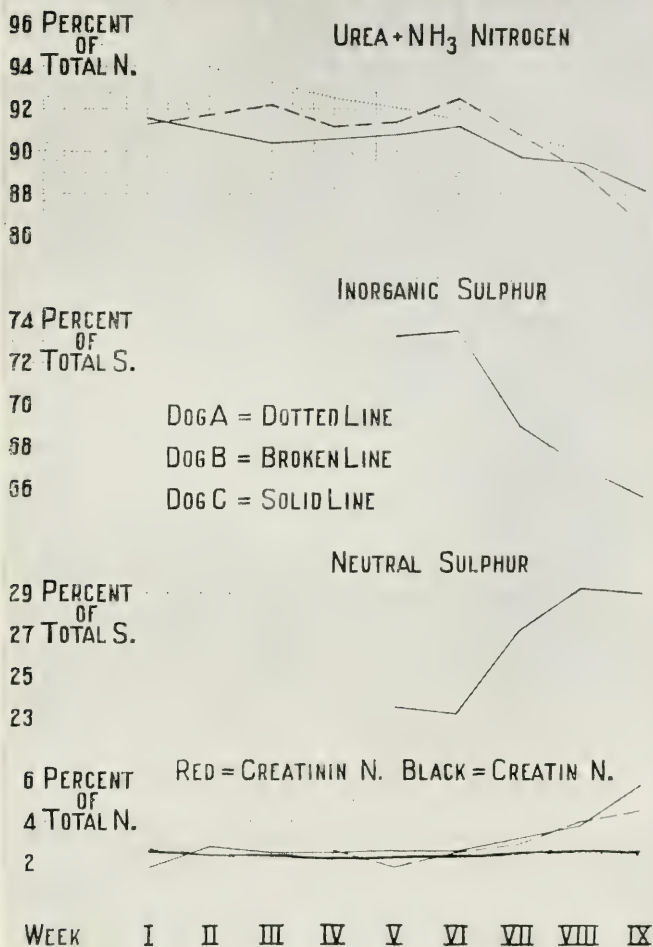 96 PERCENT
OF
94 TOTAL N.
UREA + NH3 NITROGEN
92
90
88
86
INORGANIC SULPHUR
74 PERCENT
OF
72 TOTAL S.
70
68
66
DOG A = DOTTED LINE
DOG B = BROKEN LINE
DOG C = SOLID LINE
NEUTRAL SULPHUR
29 PERCENT
OF
27 TOTAL S.
25
23
RED = CREATININ N. BLACK = CREATIN N.
6 PERCENT
OF
4 TOTAL N.
2
WEEK I II III IV V VI VII VIII IX